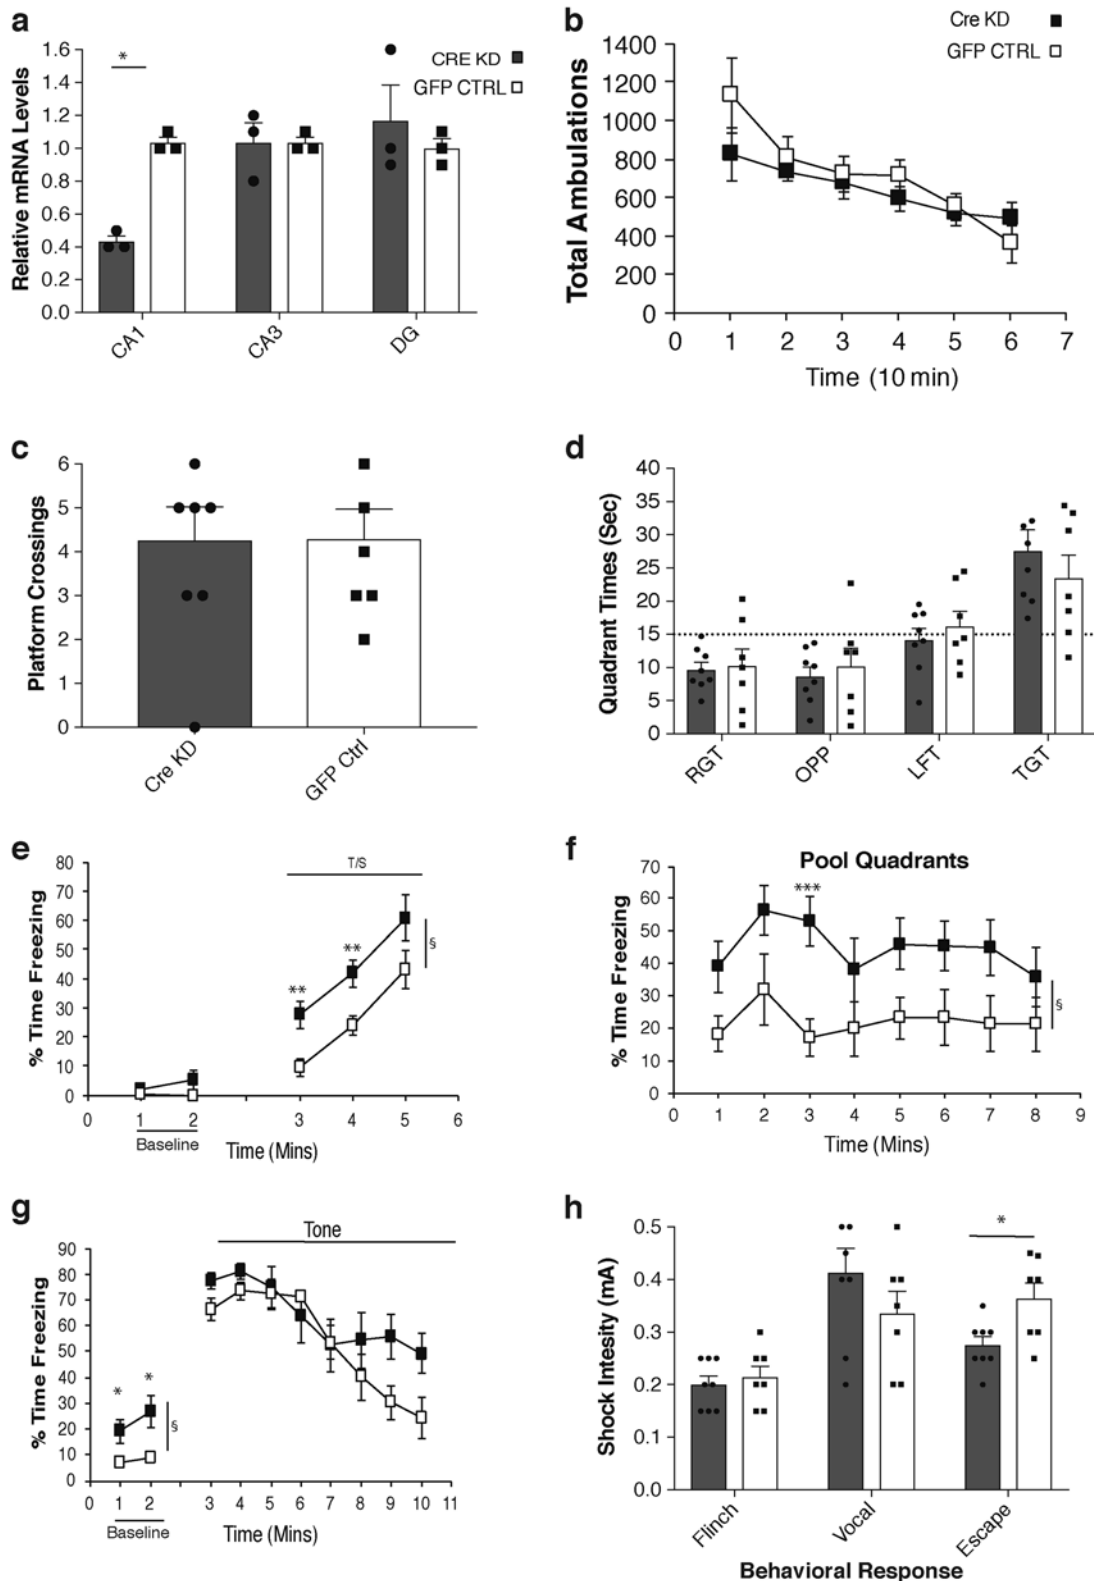 a
*
CRE KD
GFP CTRL
Relative mRNA Levels
1.6
1.4
1.2
1.0
0.8
0.6
0.4
0.2
0.0
CA1
CA3
DG
b
Cre KD
GFP CTRL
Total Ambulations
1400
1200
1000
800
600
400
200
0
0 1 2 3 4 5 6 7
Time (10 min)
c
Platform Crossings
6
5
4
3
2
1
0
Cre KD
GFP Ctrl
d
Quadrant Times (Sec)
40
35
30
25
20
15
10
5
0
RGT
OPP
LFT
TGT
e
% Time Freezing
80
70
60
50
40
30
20
10
0
T/S
**
**
§
0 1 2 3 4 5 6
Baseline
Time (Mins)
f
Pool Quadrants
% Time Freezing
70
60
50
40
30
20
10
0
***
§
0 1 2 3 4 5 6 7 8 9
Time (Mins)
g
Tone
% Time Freezing
90
80
70
60
50
40
30
20
10
0
*
*
§
0 1 2 3 4 5 6 7 8 9 10 11
Baseline
Time (Mins)
h
Shock Intesity (mA)
0.5
0.4
0.3
0.2
0.1
0.0
*
Flinch
Vocal
Escape
Behavioral Response